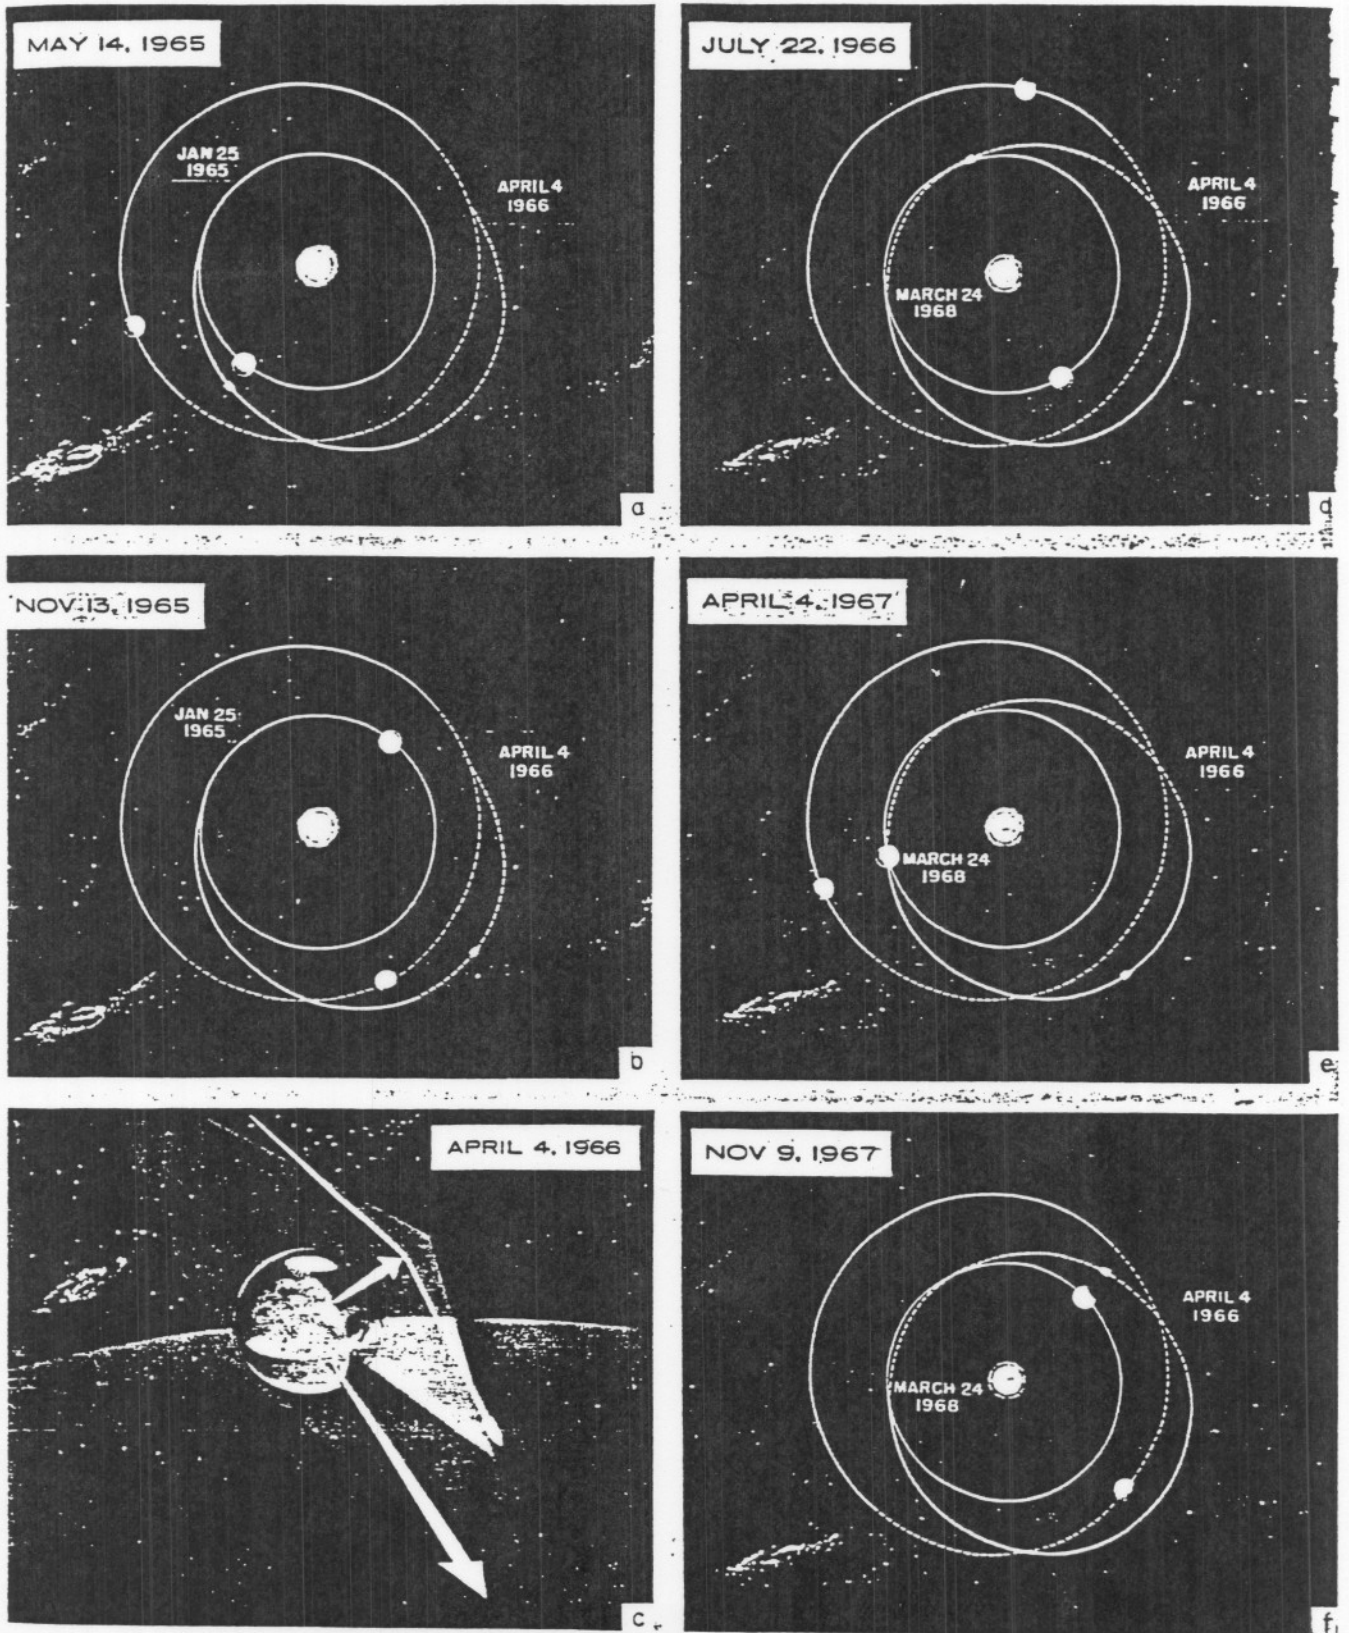 MAY 14, 1965
JAN 25
1965
APRIL 4
1966
a
NOV 13, 1965
JAN 25
1965
APRIL 4
1966
b
APRIL 4, 1966
c
JULY 22, 1966
APRIL 4
1966
MARCH 24
1968
d
APRIL 4, 1967
APRIL 4
1966
MARCH 24
1968
e
NOV 9, 1967
APRIL 4
1966
MARCH 24
1968
f